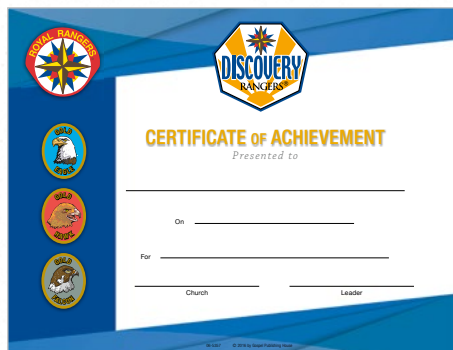 ROYAL RANGERS
DISCOVERY
RANGERS®
CERTIFICATE OF ACHIEVEMENT
Presented to
GOLD
EAGLE
On
GOLD
HAWK
For
GOLD
FALCON
Church
Leader